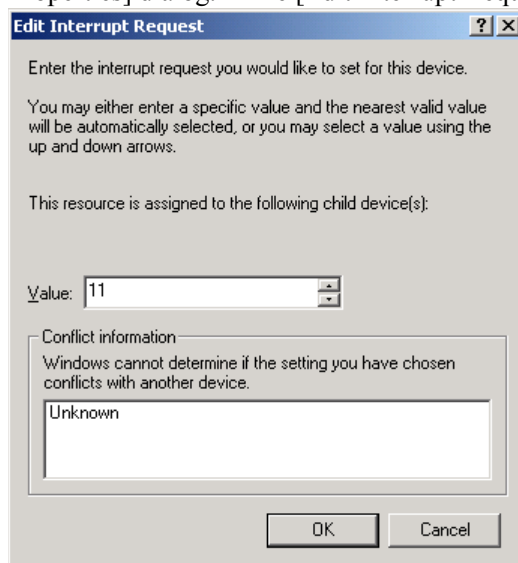 Edit Interrupt Request
Enter the interrupt request you would like to set for this device.
You may either enter a specific value and the nearest valid value
will be automatically selected, or you may select a value using the
up and down arrows.
This resource is assigned to the following child device(s):
Value: 11
Conflict information
Windows cannot determine if the setting you have chosen
conflicts with another device.
Unknown
OK Cancel